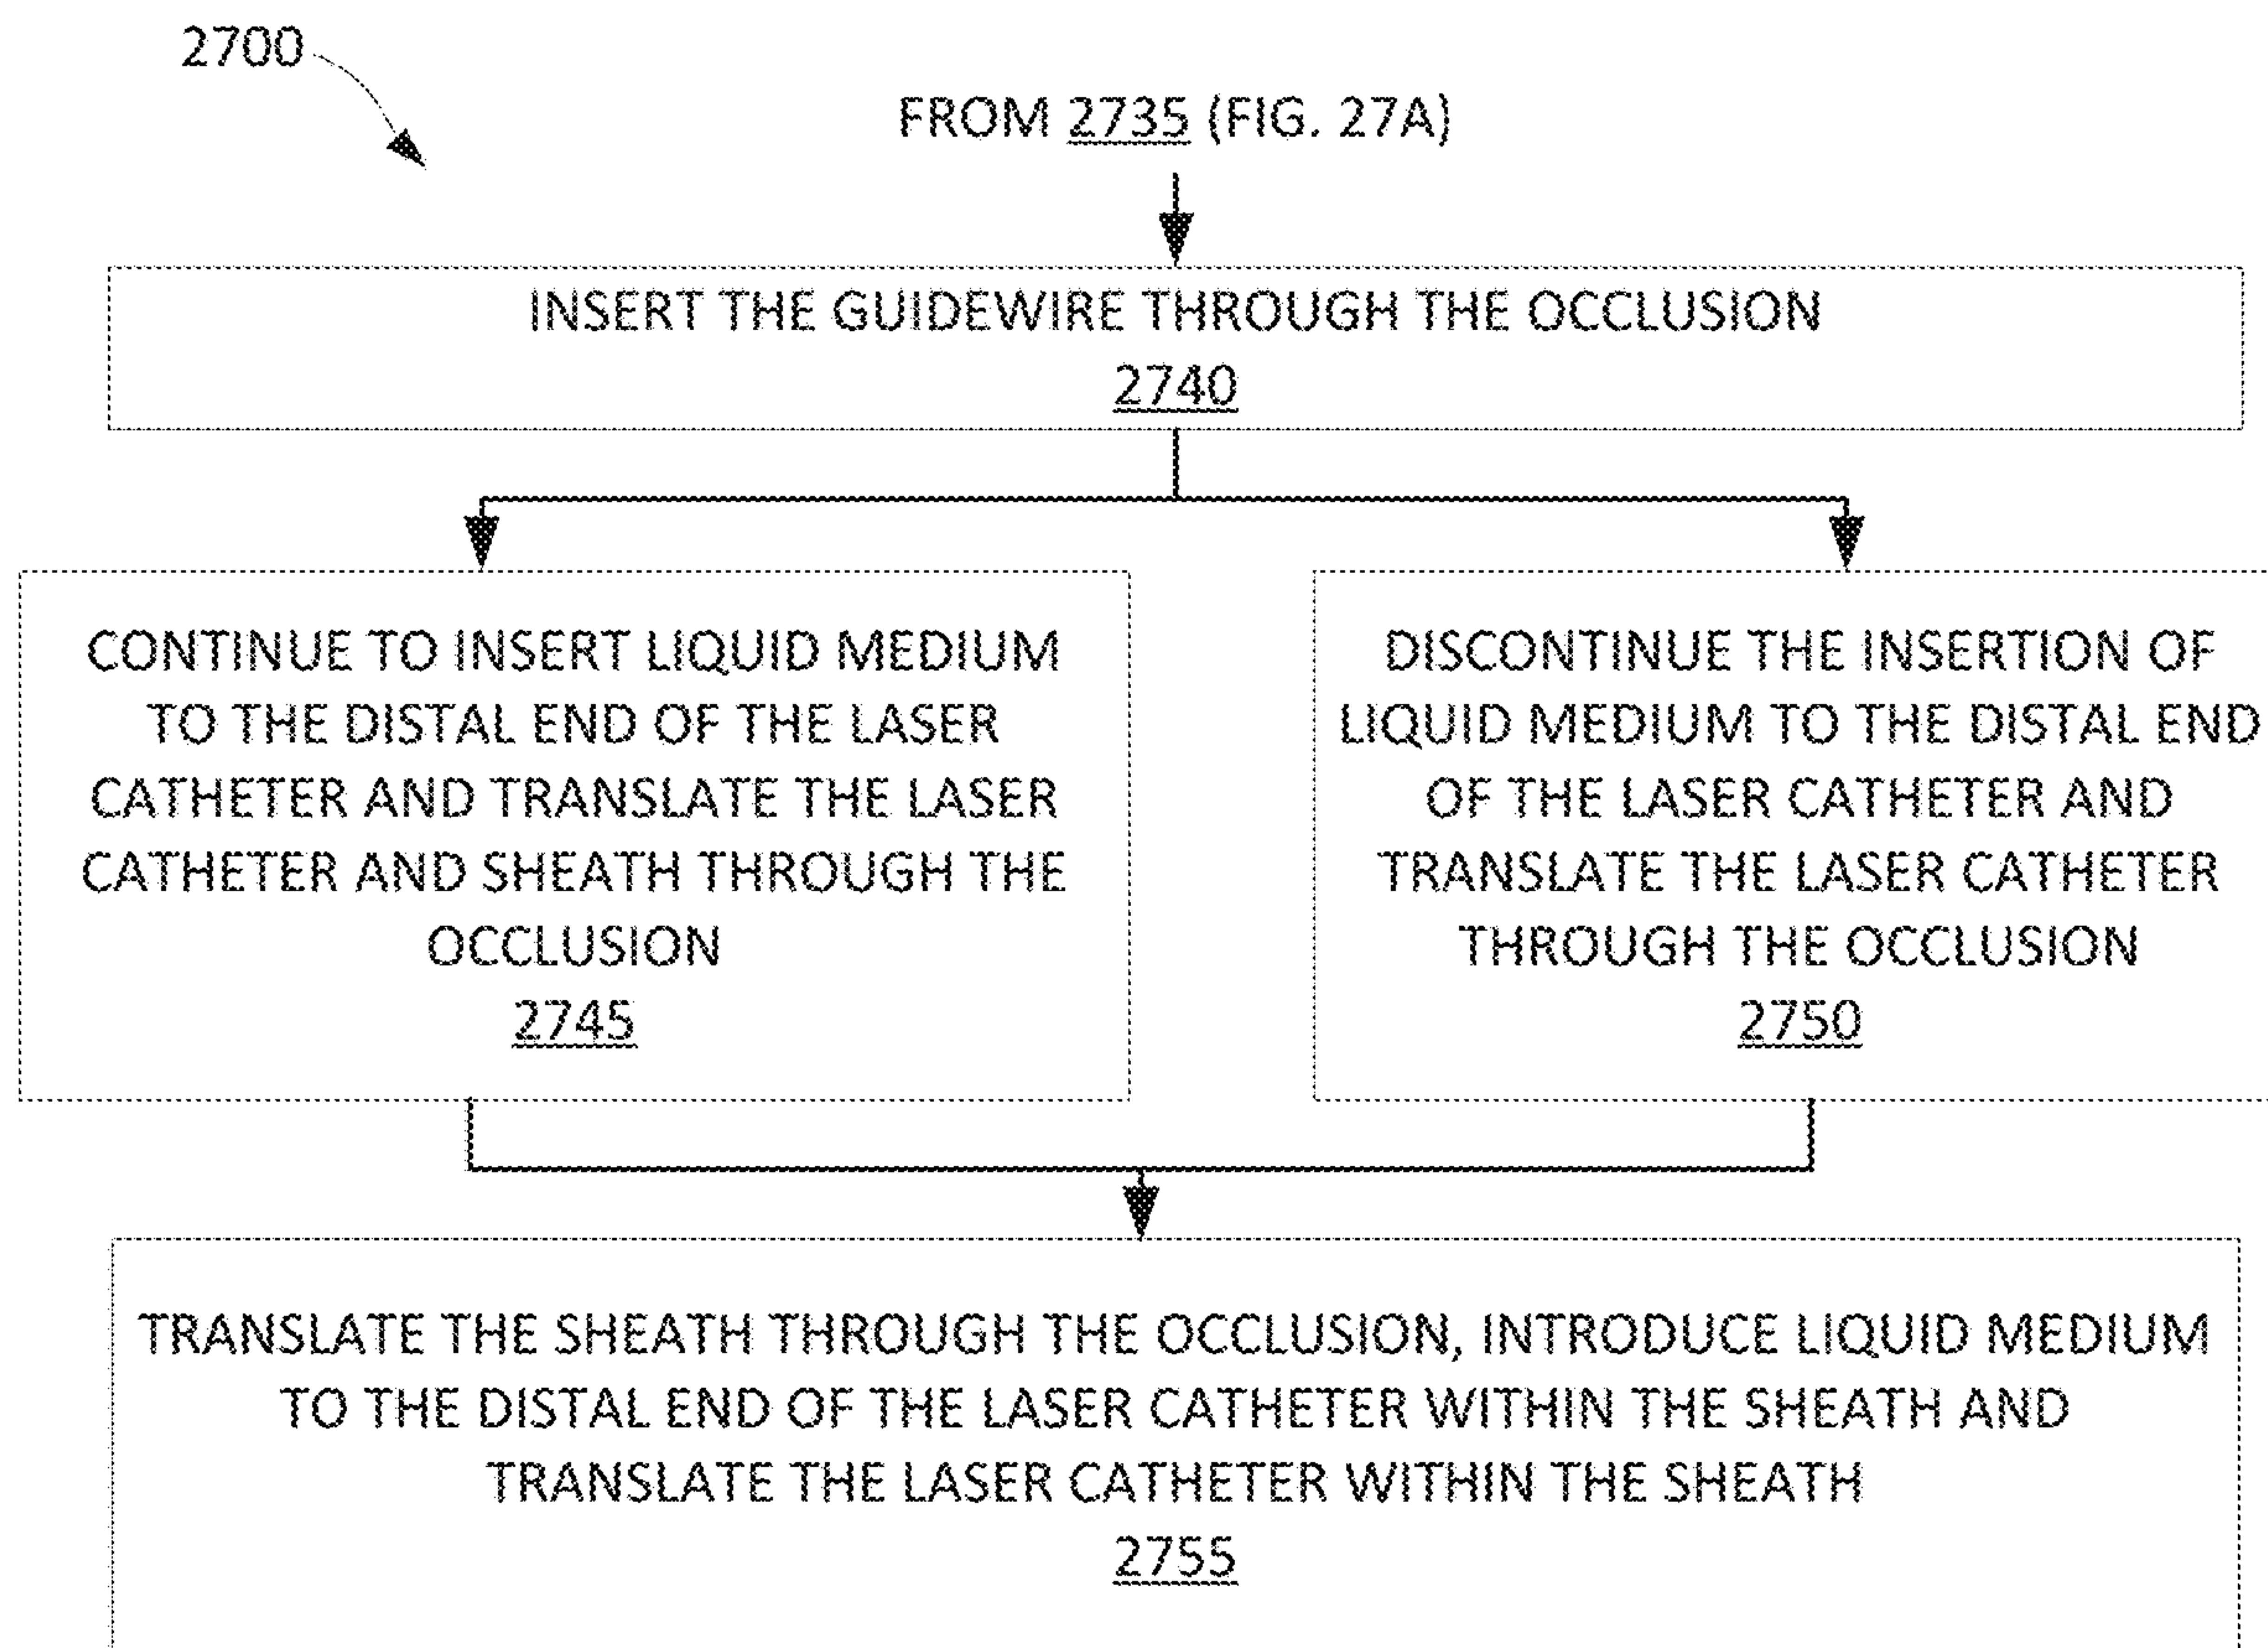 2700
FROM 2735 (FIG. 27A)
INSERT THE GUIDEWIRE THROUGH THE OCCLUSION
2740
CONTINUE TO INSERT LIQUID MEDIUM
TO THE DISTAL END OF THE LASER
CATHETER AND TRANSLATE THE LASER
CATHETER AND SHEATH THROUGH THE
OCCLUSION
2745
DISCONTINUE THE INSERTION OF
LIQUID MEDIUM TO THE DISTAL END
OF THE LASER CATHETER AND
TRANSLATE THE LASER CATHETER
THROUGH THE OCCLUSION
2750
TRANSLATE THE SHEATH THROUGH THE OCCLUSION, INTRODUCE LIQUID MEDIUM
TO THE DISTAL END OF THE LASER CATHETER WITHIN THE SHEATH AND
TRANSLATE THE LASER CATHETER WITHIN THE SHEATH
2755